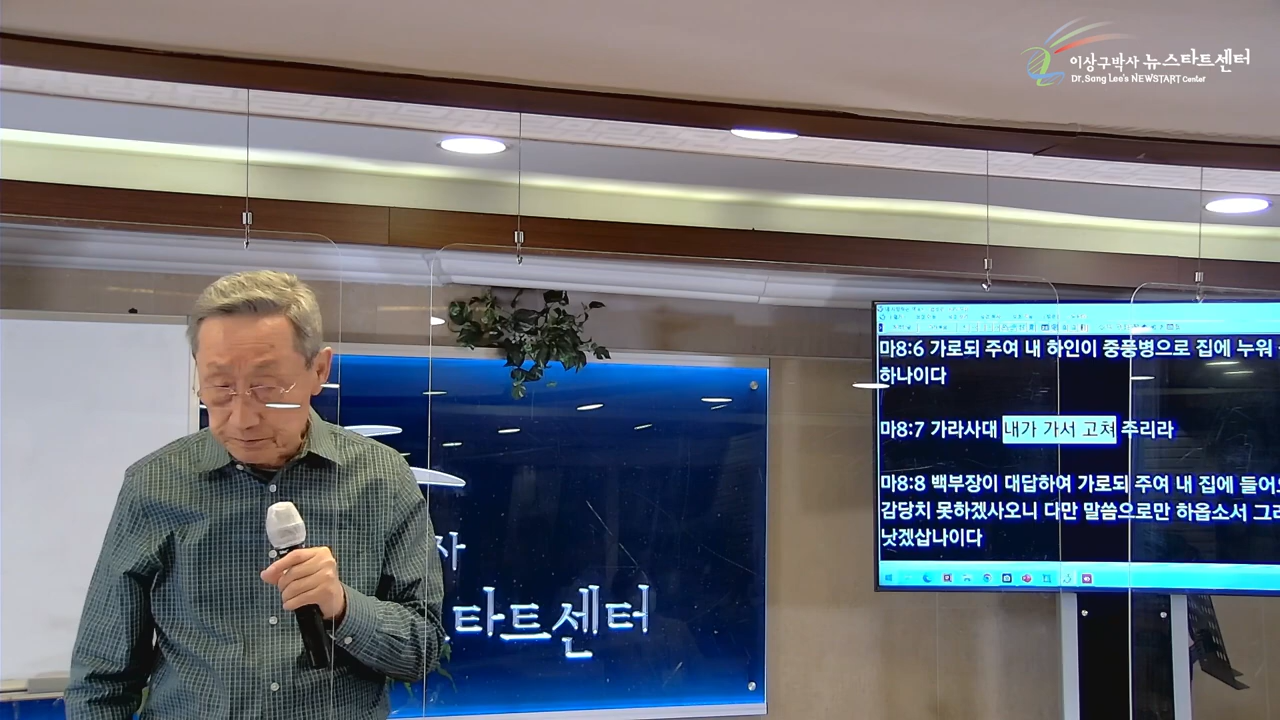 이상구박사 뉴스타트센터
Dr. Sang Lee's NEWSTART Center
마8:6 가로되 주여 내 하인이 중풍병으로 집에 누워
하나이다
마8:7 가라사대 내가 가서 고쳐 주리라
마8:8 백부장이 대답하여 가로되 주여 내 집에 들어오
감당치 못하겠사오니 다만 말씀으로만 하옵소서 그러
낫겠삽나이다
사
타트센터